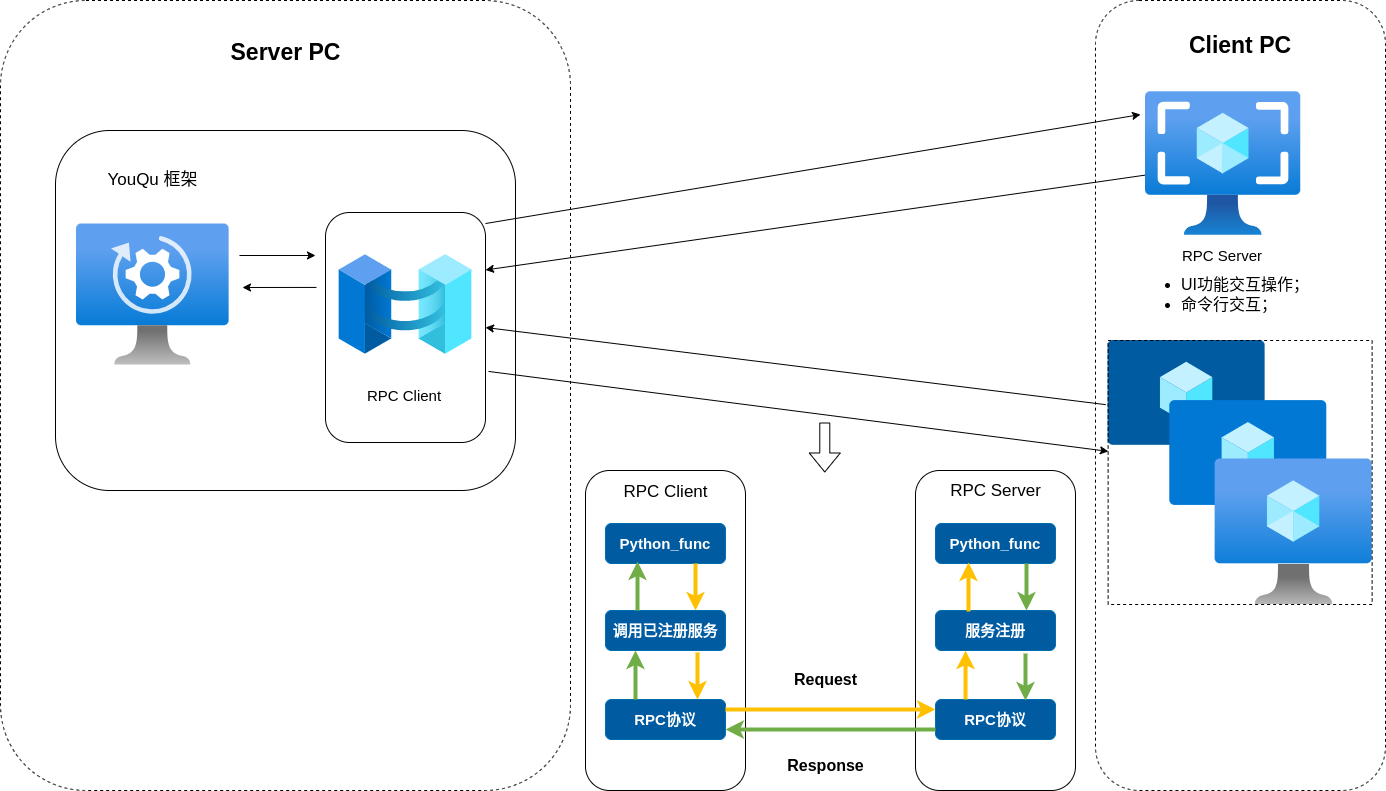 Server PC
YouQu 框架
RPC Client
Client PC
RPC Server
• UI功能交互操作；
• 命令行交互；
RPC Client
Python_func
调用已注册服务
RPC协议
Request
Response
RPC Server
Python_func
服务注册
RPC协议